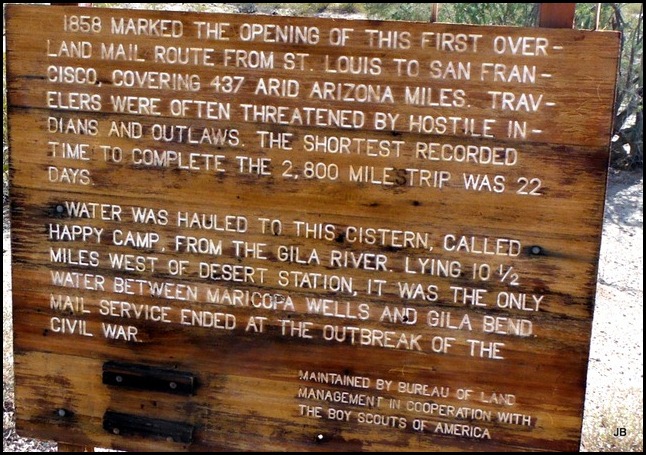 1858 MARKED THE OPENING OF THIS FIRST OVER-
LAND MAIL ROUTE FROM ST. LOUIS TO SAN FRAN-
CISCO, COVERING 437 ARID ARIZONA MILES. TRAV-
ELERS WERE OFTEN THREATENED BY HOSTILE IN-
DIANS AND OUTLAWS. THE SHORTEST RECORDED
TIME TO COMPLETE THE 2,800 MILE TRIP WAS 22
DAYS.
WATER WAS HAULED TO THIS CISTERN, CALLED
HAPPY CAMP, FROM THE GILA RIVER. LYING 10 1/2
MILES WEST OF DESERT STATION, IT WAS THE ONLY
WATER BETWEEN MARICOPA WELLS AND GILA BEND.
MAIL SERVICE ENDED AT THE OUTBREAK OF THE
CIVIL WAR.
MAINTAINED BY BUREAU OF LAND
MANAGEMENT IN COOPERATION WITH
THE BOY SCOUTS OF AMERICA
JB